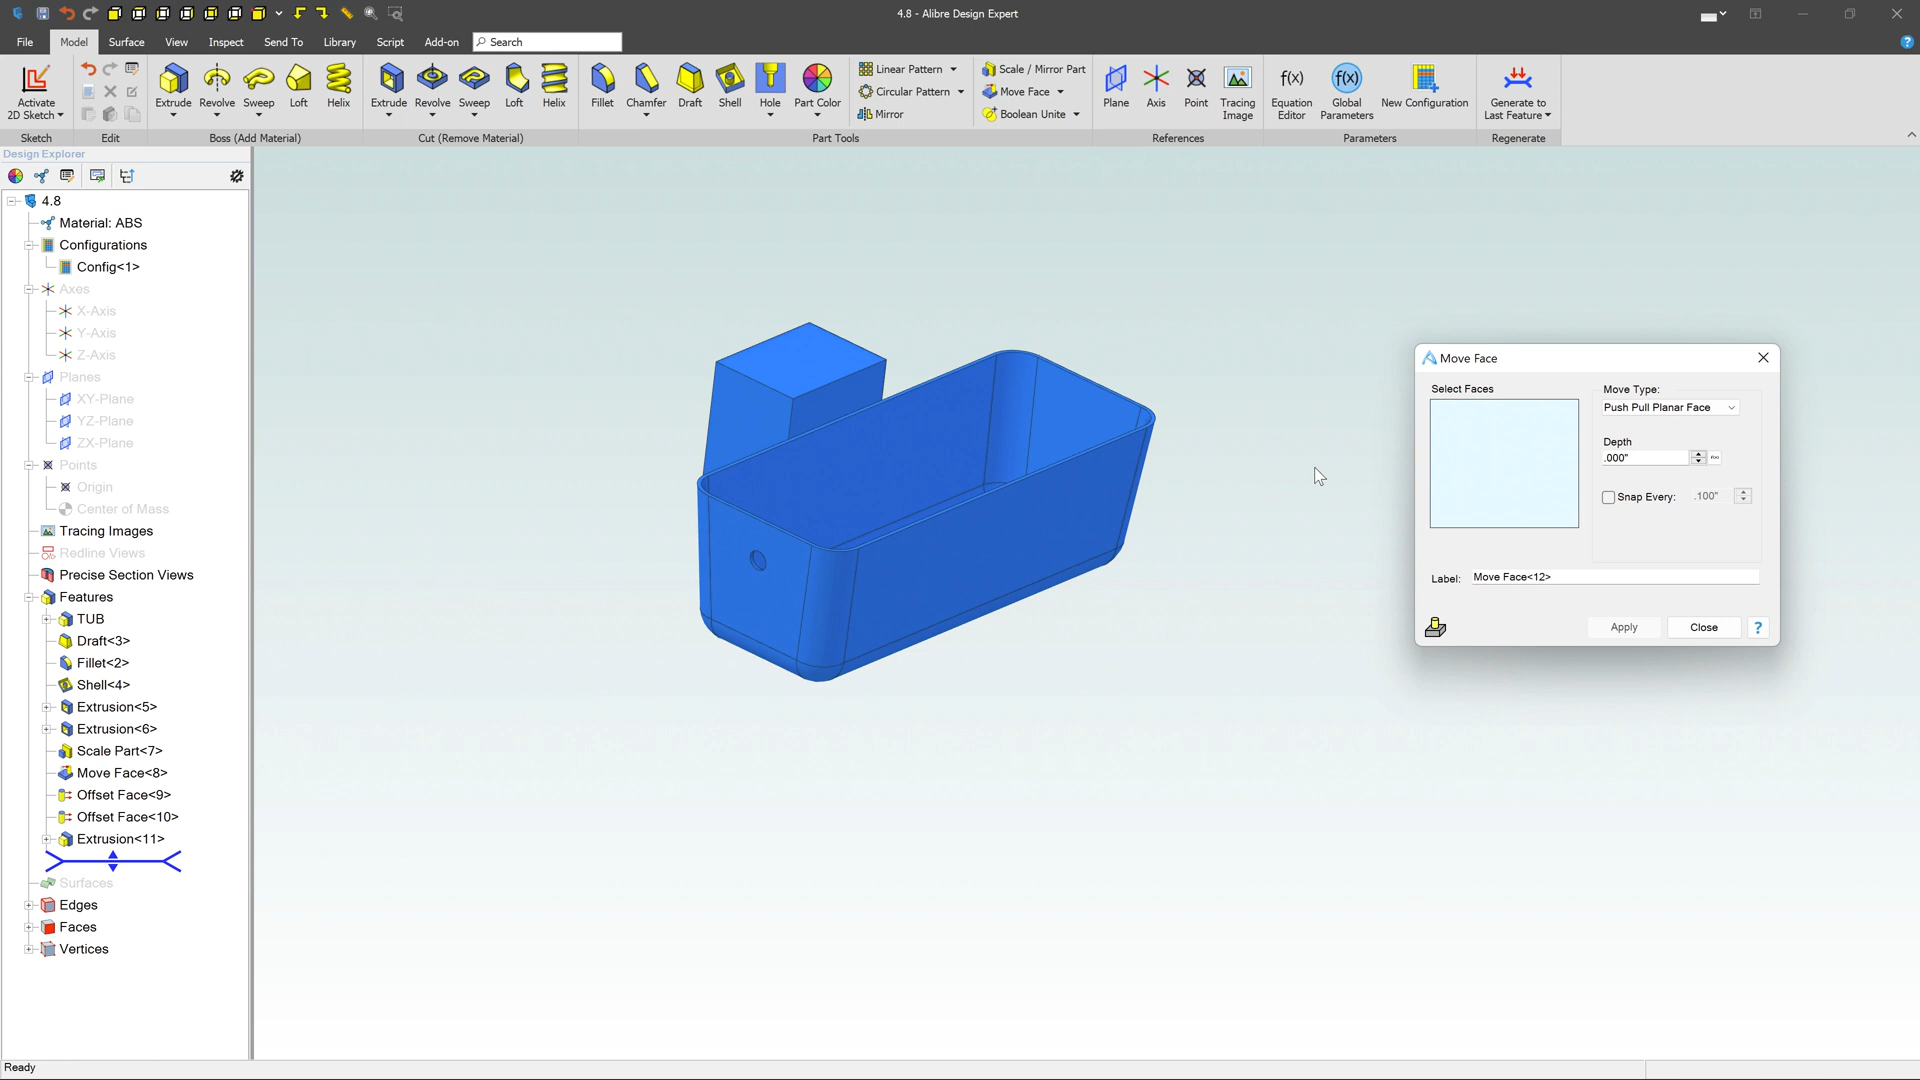 4.8 - Alibre Design Expert
File Model Surface View Inspect Send To Library Script Add-on Search
Activate
2D Sketch
Extrude Revolve Sweep Loft Helix
Extrude Revolve Sweep Loft Helix
Fillet Chamfer Draft Shell Hole Part Color
Linear Pattern
Circular Pattern
Mirror
Scale / Mirror Part
Move Face
Boolean Unite
Plane Axis Point Tracing
Image
f(x) Equation
Editor
f(x) Global
Parameters
New Configuration
Generate to
Last Feature
Sketch Edit Boss (Add Material) Cut (Remove Material) Part Tools References Parameters Regenerate
Design Explorer
4.8
Material: ABS
Configurations
Config<1>
Axes
X-Axis
Y-Axis
Z-Axis
Planes
XY-Plane
YZ-Plane
ZX-Plane
Points
Origin
Center of Mass
Tracing Images
Redline Views
Precise Section Views
Features
TUB
Draft<3>
Fillet<2>
Shell<4>
Extrusion<5>
Extrusion<6>
Scale Part<7>
Move Face<8>
Offset Face<9>
Offset Face<10>
Extrusion<11>
Surfaces
Edges
Faces
Vertices
Move Face
Select Faces
Move Type:
Push Pull Planar Face
Depth
.000"
Snap Every: .100"
Label: Move Face<12>
Apply Close ?
Ready